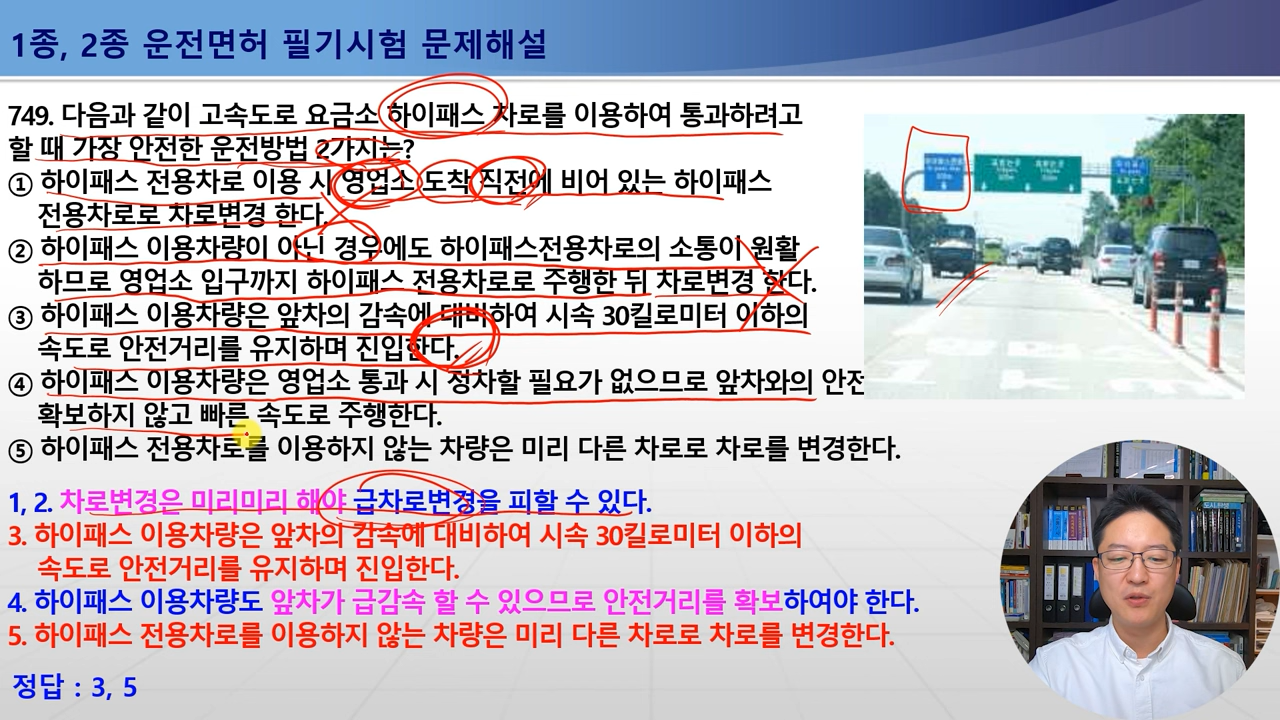 1종, 2종 운전면허 필기시험 문제해설
749. 다음과 같이 고속도로 요금소 하이패스 차로를 이용하여 통과하려고
할 때 가장 안전한 운전방법 2가지는?
① 하이패스 전용차로 이용 시 영업소 도착 직전에 비어 있는 하이패스
전용차로로 차로변경 한다.
② 하이패스 이용차량이 아닌 경우에도 하이패스전용차로의 소통이 원활
하므로 영업소 입구까지 하이패스 전용차로로 주행한 뒤 차로변경 한다.
③ 하이패스 이용차량은 앞차의 감속에 대비하여 시속 30킬로미터 이하의
속도로 안전거리를 유지하며 진입한다.
④ 하이패스 이용차량은 영업소 통과 시 정차할 필요가 없으므로 앞차와의 안전
확보하지 않고 빠른 속도로 주행한다.
⑤ 하이패스 전용차로를 이용하지 않는 차량은 미리 다른 차로로 차로를 변경한다.
1, 2. 차로변경은 미리미리 해야 급차로변경을 피할 수 있다.
3. 하이패스 이용차량은 앞차의 감속에 대비하여 시속 30킬로미터 이하의
속도로 안전거리를 유지하며 진입한다.
4. 하이패스 이용차량도 앞차가 급감속 할 수 있으므로 안전거리를 확보하여야 한다.
5. 하이패스 전용차로를 이용하지 않는 차량은 미리 다른 차로로 차로를 변경한다.
정답 : 3, 5